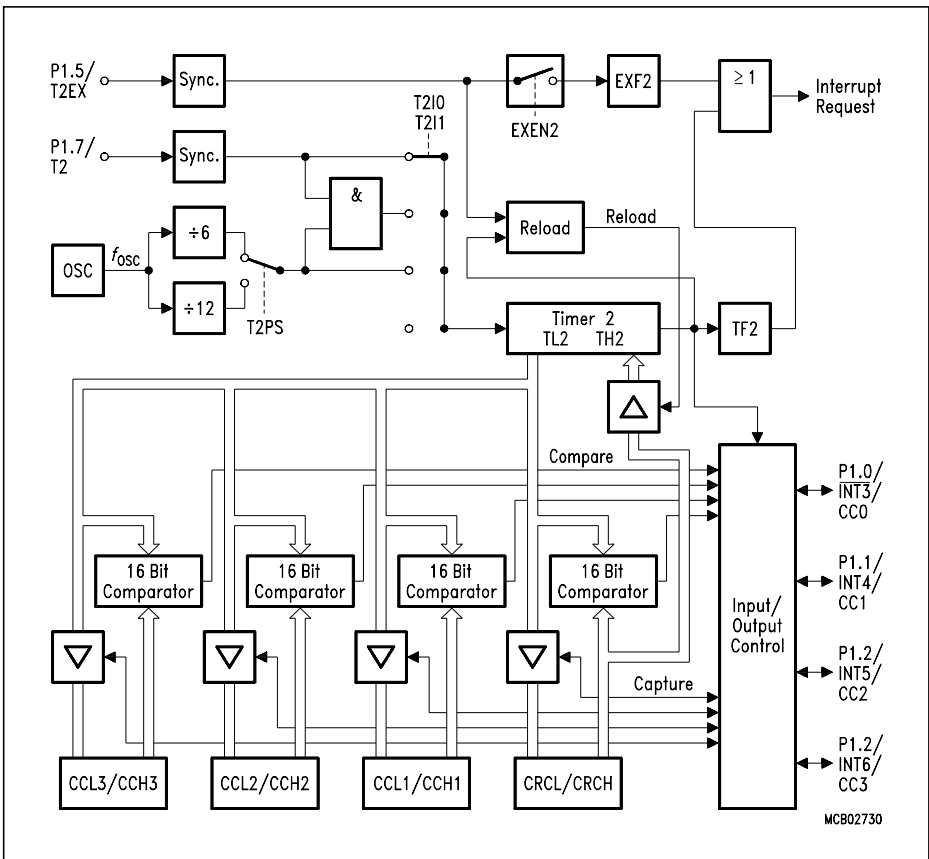 P1.5/
T2EX
Sync.
EXEN2
EXF2
≥1
Interrupt
Request
P1.7/
T2
Sync.
T2I0
T2I1
&
OSC
fOSC
÷6
÷12
T2PS
Reload
Reload
Timer 2
TL2 TH2
TF2
Compare
16 Bit
Comparator
16 Bit
Comparator
16 Bit
Comparator
16 Bit
Comparator
Capture
CCL3/CCH3
CCL2/CCH2
CCL1/CCH1
CRCL/CRCH
Input/
Output
Control
P1.0/
INT3/
CC0
P1.1/
INT4/
CC1
P1.2/
INT5/
CC2
P1.2/
INT6/
CC3
MCB02730